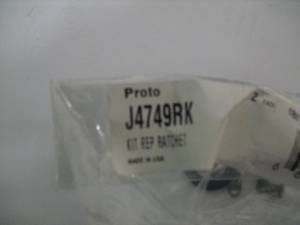 Proto
J4749RK
KIT REP RATCHET
MADE IN USA